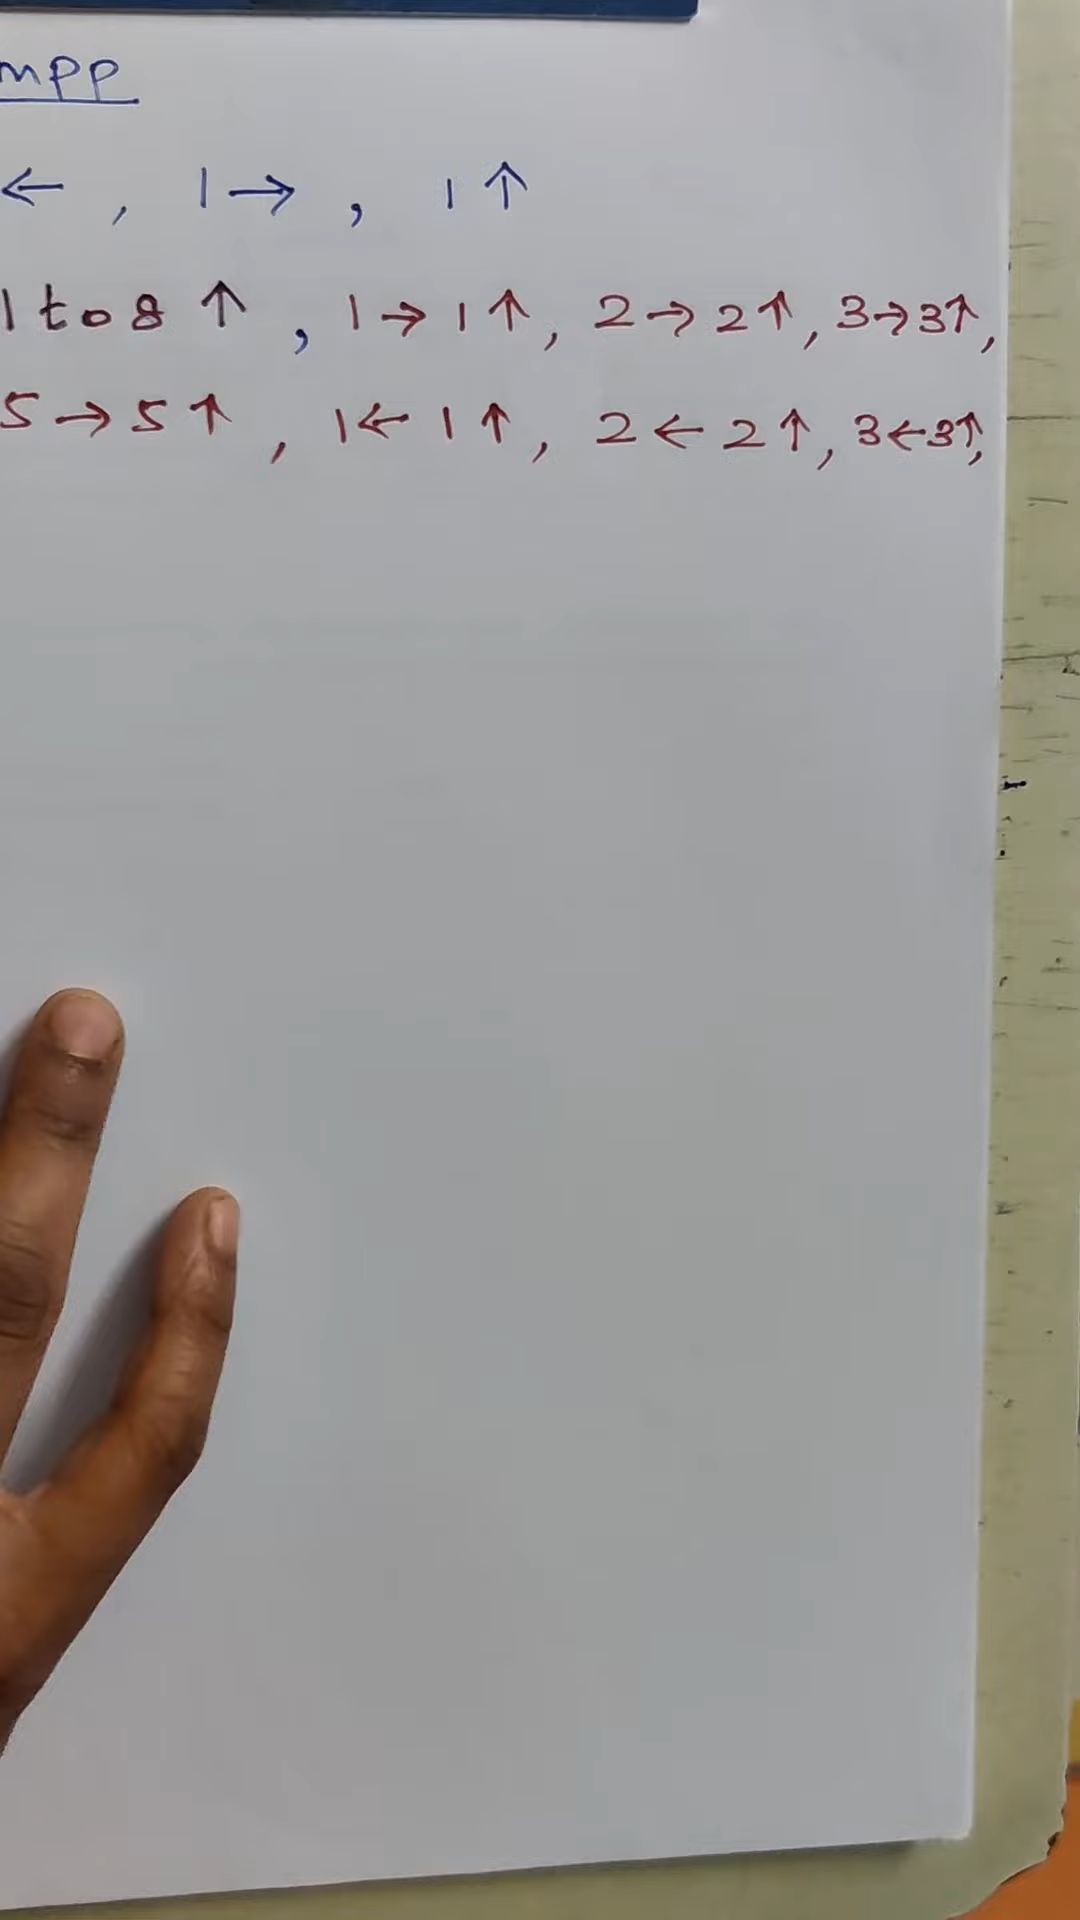 mPP
← , 1→ , 1↑
1 to 8 ↑ , 1→1↑, 2→2↑, 3→3↑,
5→5↑ , 1←1↑, 2←2↑, 3←3↑,